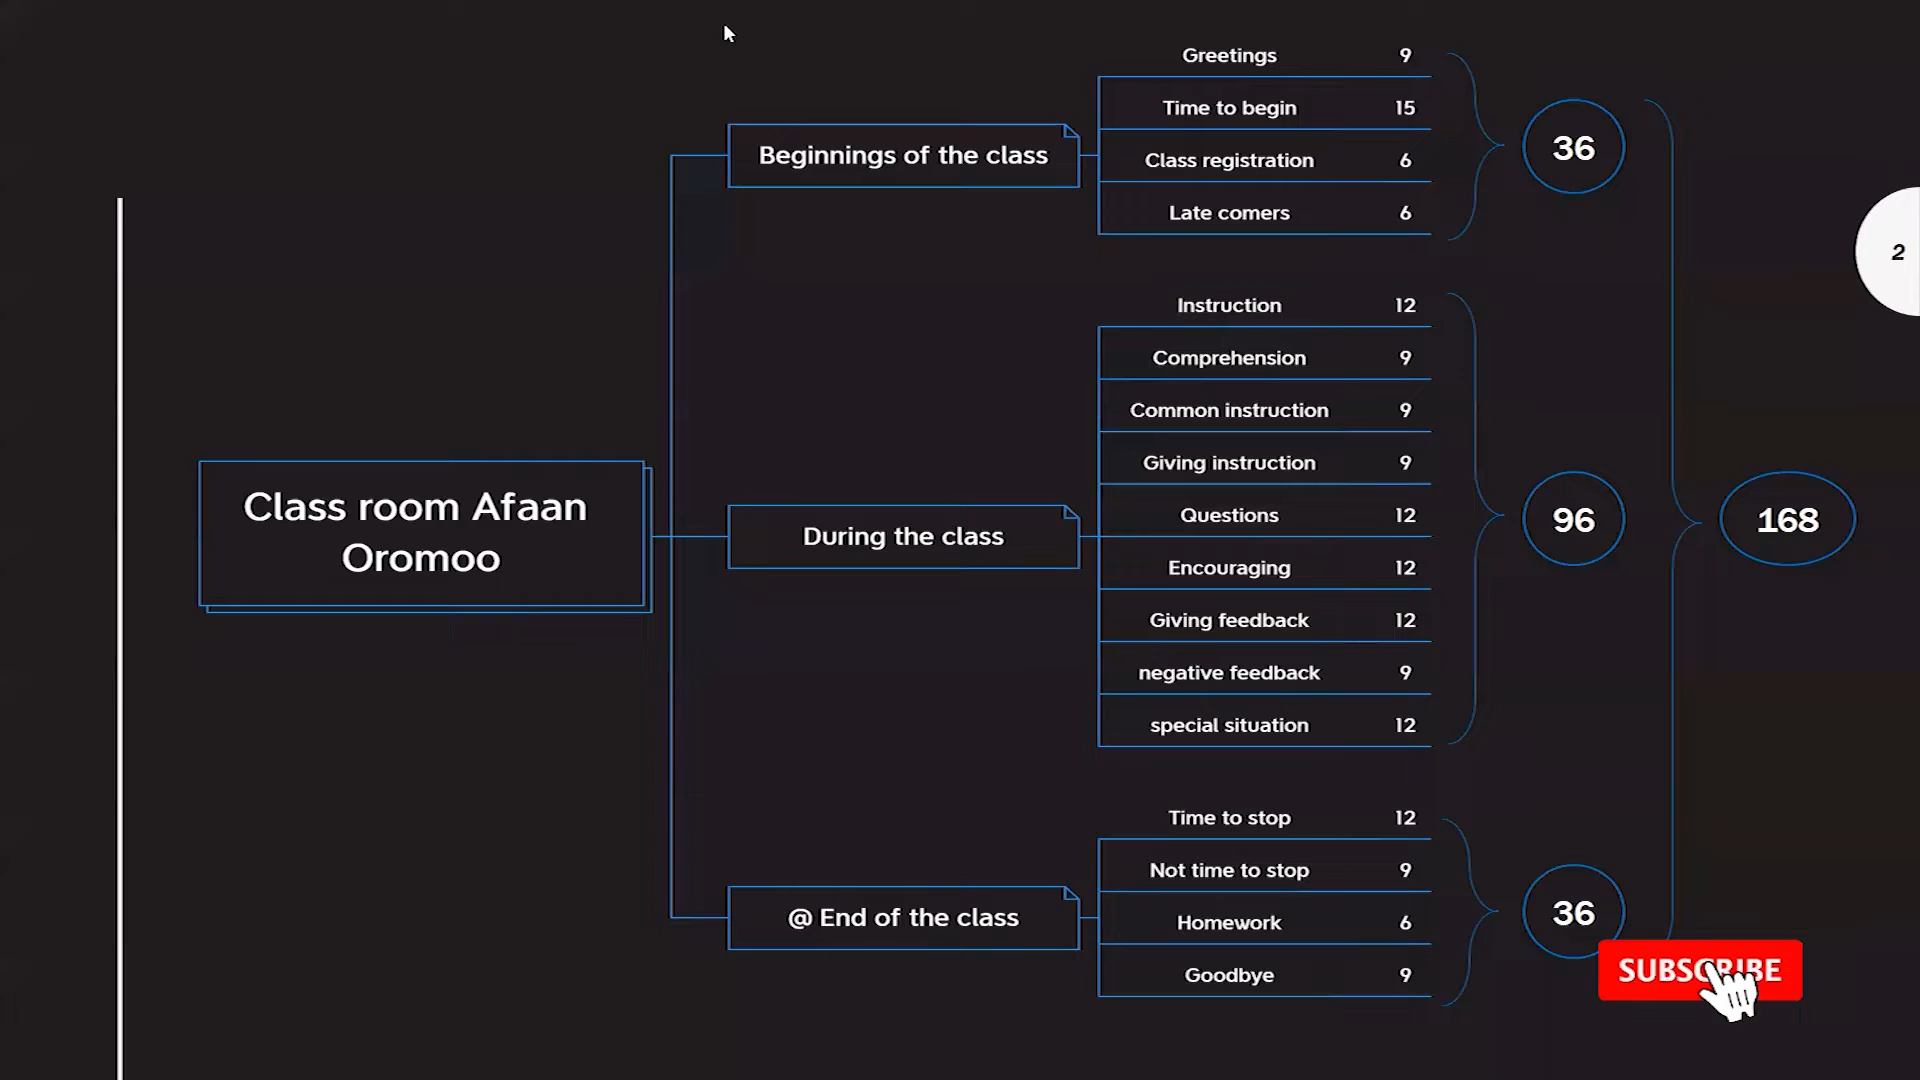 Greetings 9
Time to begin 15
Class registration 6
Late comers 6
36
Beginnings of the class
2
Instruction 12
Comprehension 9
Common instruction 9
Giving instruction 9
Questions 12
Encouraging 12
Giving feedback 12
negative feedback 9
special situation 12
96
168
Class room Afaan
Oromoo
During the class
Time to stop 12
Not time to stop 9
Homework 6
Goodbye 9
36
@ End of the class
SUBSCRIBE